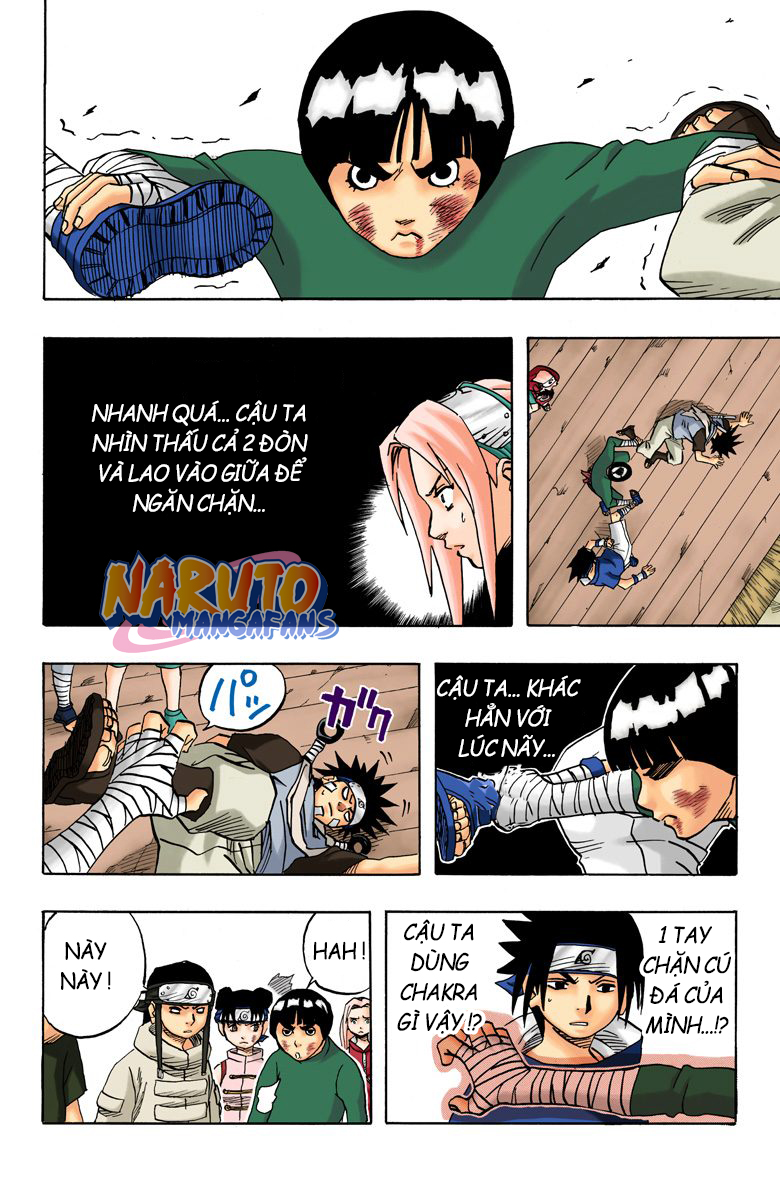 NHANH QUÁ... CẬU TA
NHÌN THẤU CẢ 2 ĐÒN
VÀ LAO VÀO GIỮA ĐỂ
NGĂN CHẶN...
NARUTO
MANGAFANS
パッ
ガク
CẬU TA... KHÁC
HẲN VỚI
LÚC NÃY...
NÀY
NÀY !
HAH !
CẬU TA
DÙNG
CHAKRA
GÌ VẬY !?
1 TAY
CHẶN CÚ
ĐÁ CỦA
MÌNH...!?